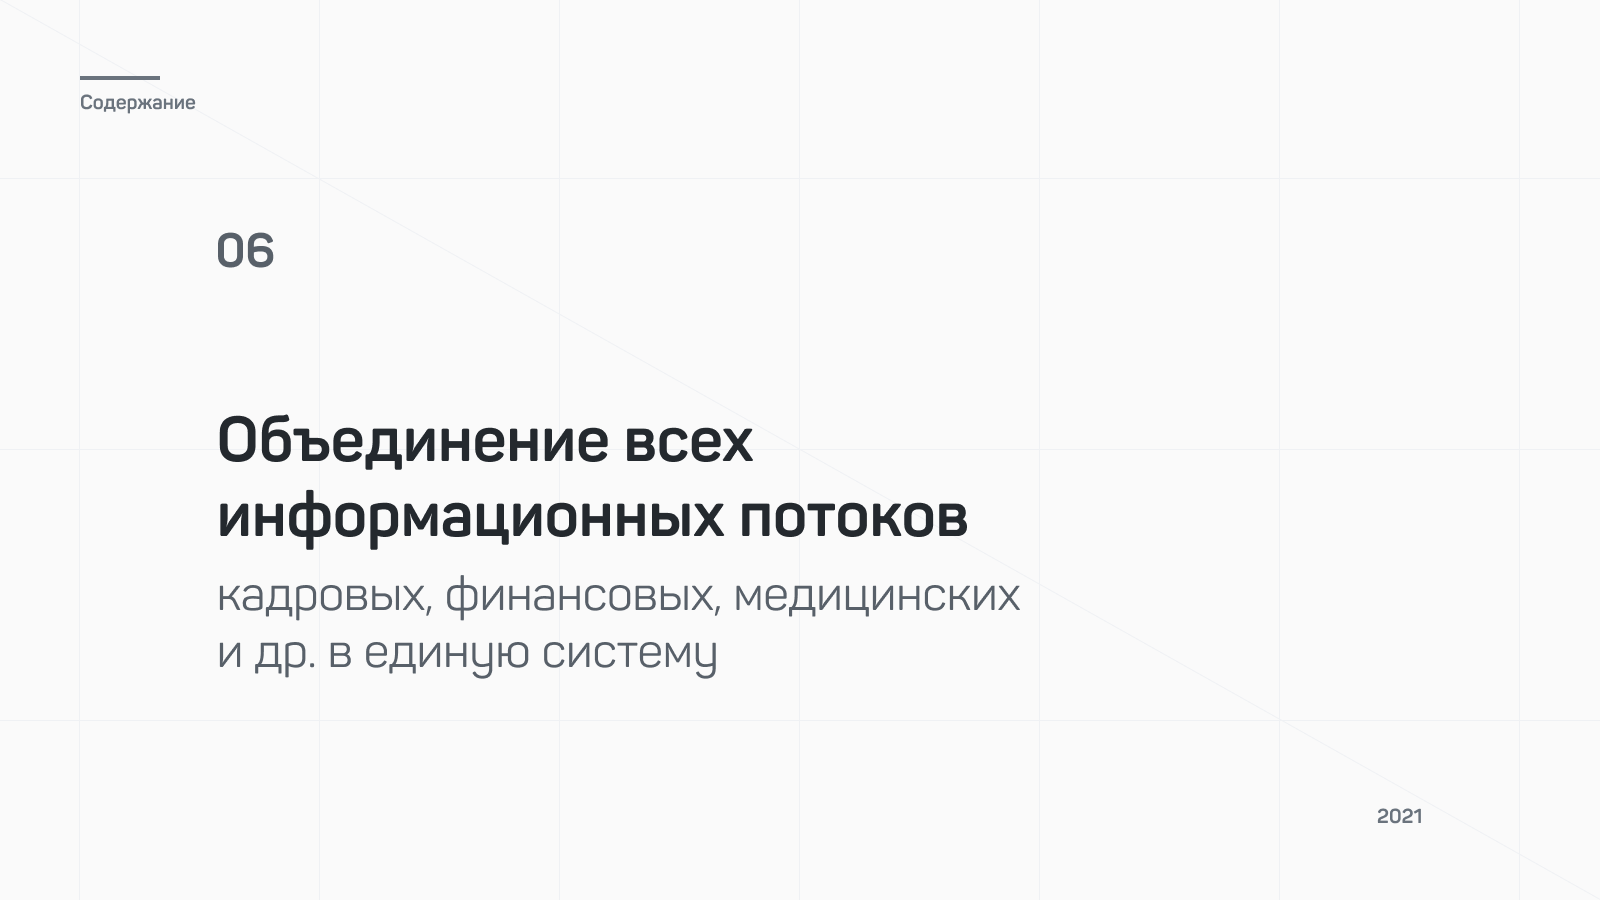 Содержание
06
Объединение всех
информационных потоков
кадровых, финансовых, медицинских
и др. в единую систему
2021